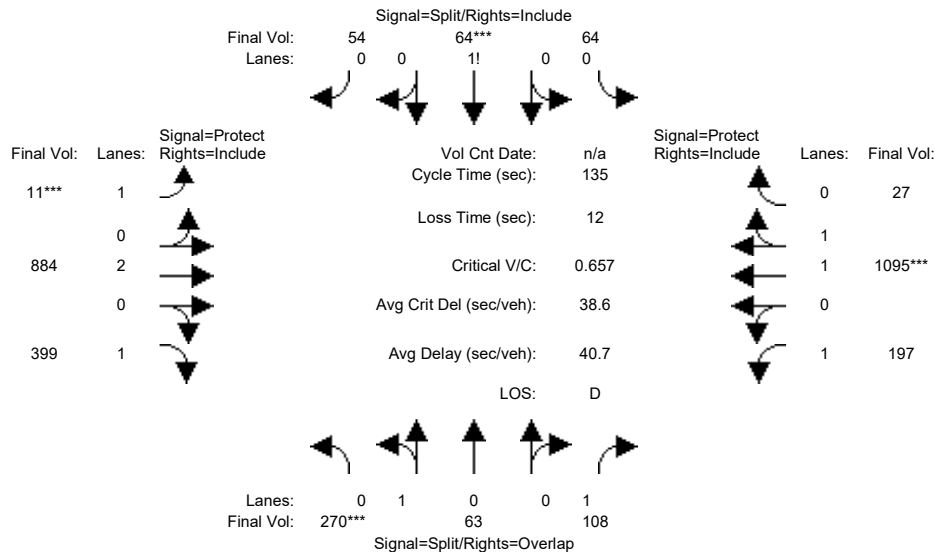 Signal=Split/Rights=Include
Final Vol: 54 64*** 64
Lanes: 0 0 1! 0 0
Signal=Protect
Final Vol: Lanes: Rights=Include
Vol Cnt Date: n/a
Signal=Protect
Rights=Include Lanes: Final Vol:
Cycle Time (sec): 135
11*** 1
0 27
Loss Time (sec): 12
0
1
884 2
Critical V/C: 0.657
1 1095***
0
Avg Crit Del (sec/veh): 38.6
0
399 1
Avg Delay (sec/veh): 40.7
1 197
LOS: D
Lanes: 0 1 0 0 1
Final Vol: 270*** 63 108
Signal=Split/Rights=Overlap